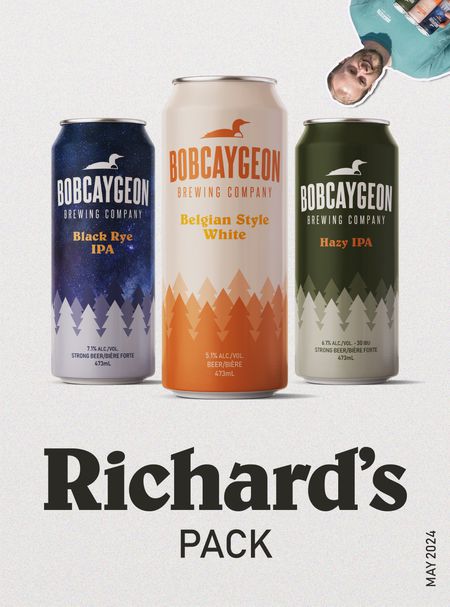 BOBCAYGEON
BREWING COMPANY
Black Rye
IPA
7.1% ALC/VOL.
STRONG BEER/BIÈRE FORTE
473mL
BOBCAYGEON
BREWING COMPANY
Belgian Style
White
5.1% ALC/VOL.
BEER/BIÈRE
473mL
BOBCAYGEON
BREWING COMPANY
Hazy IPA
6.7% ALC/VOL. - 30 IBU
STRONG BEER/BIÈRE FORTE
473mL
Richard's
PACK
MAY 2024